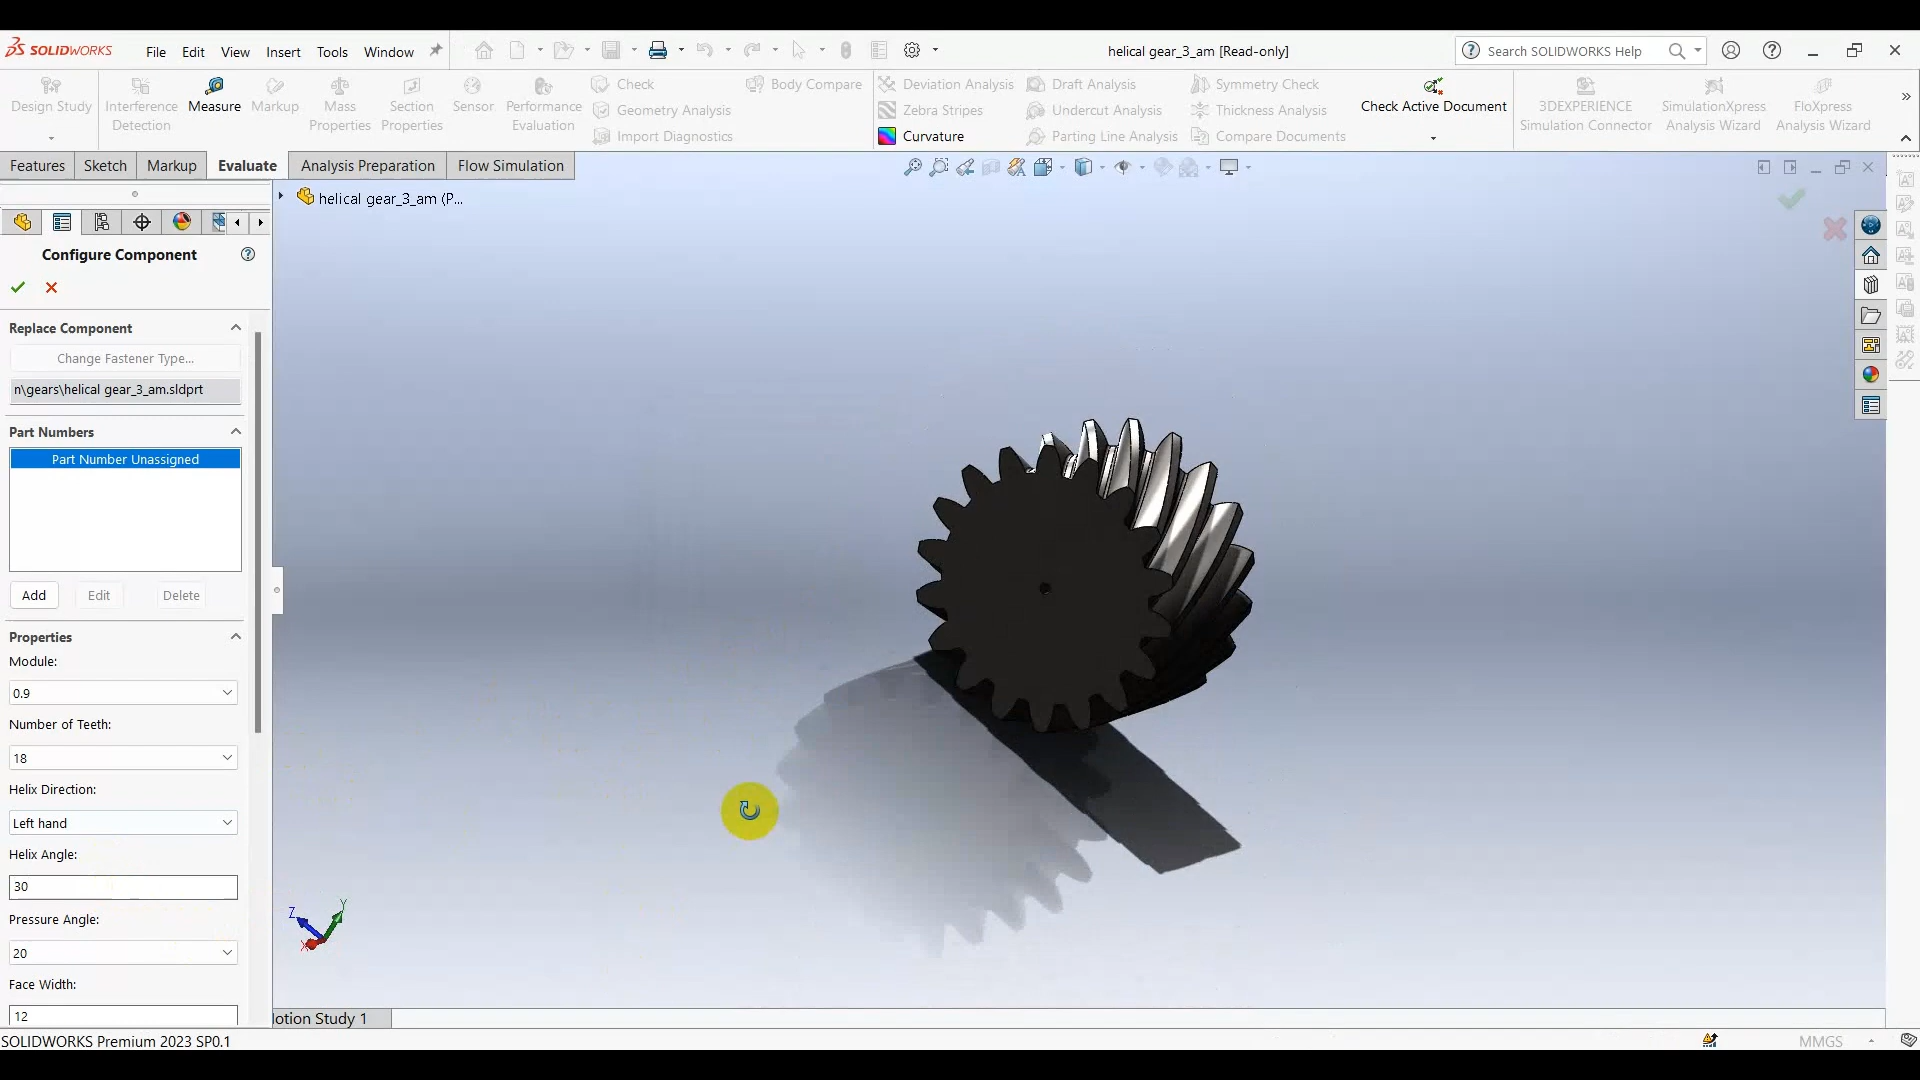 SOLIDWORKS
File Edit View Insert Tools Window
helical gear_3_am [Read-only]
Search SOLIDWORKS Help
Design Study
Interference Detection
Measure
Markup
Mass Properties
Section Properties
Sensor
Performance Evaluation
Check
Geometry Analysis
Import Diagnostics
Body Compare
Deviation Analysis
Zebra Stripes
Curvature
Draft Analysis
Undercut Analysis
Parting Line Analysis
Symmetry Check
Thickness Analysis
Compare Documents
Check Active Document
3DEXPERIENCE Simulation Connector
SimulationXpress Analysis Wizard
FloXpress Analysis Wizard
Features Sketch Markup Evaluate Analysis Preparation Flow Simulation
helical gear_3_am (P...
Configure Component
Replace Component
Change Fastener Type...
n\gears\helical gear_3_am.sldprt
Part Numbers
Part Number Unassigned
Add Edit Delete
Properties
Module:
0.9
Number of Teeth:
18
Helix Direction:
Left hand
Helix Angle:
30
Pressure Angle:
20
Face Width:
12
Z Y X
lotion Study 1
SOLIDWORKS Premium 2023 SP0.1
MMGS